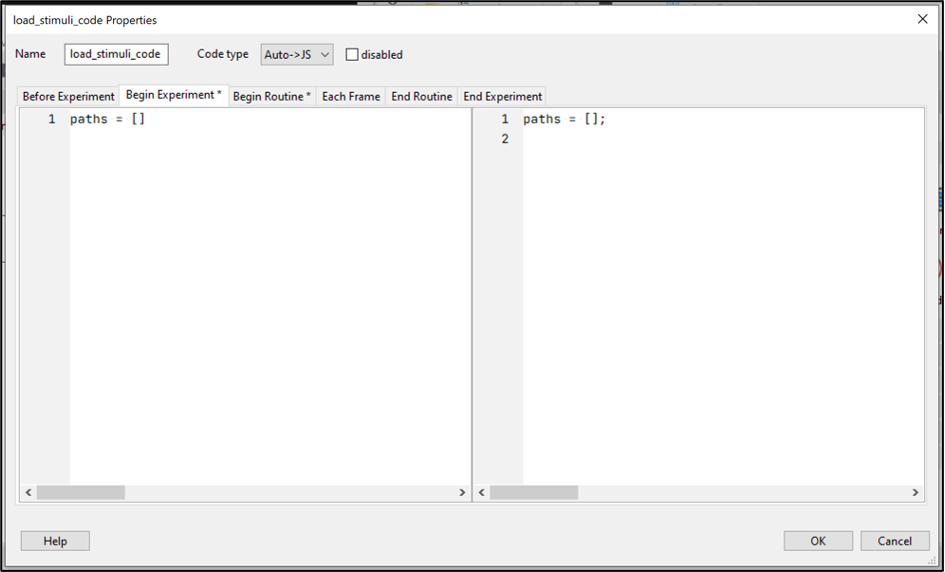 load_stimuli_code Properties
Name load_stimuli_code Code type Auto->JS disabled
Before Experiment Begin Experiment * Begin Routine * Each Frame End Routine End Experiment
1 paths = [] 1 paths = [];
2
Help OK Cancel